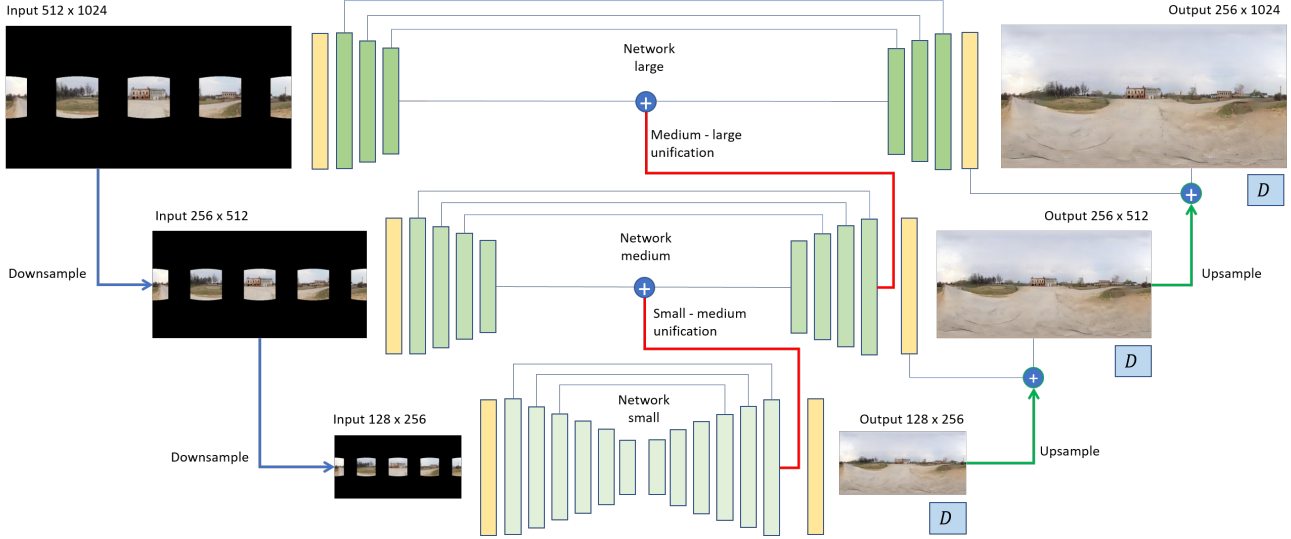 Input 512 x 1024
Output 256 x 1024
Network
large
Medium - large
unification
D
Input 256 x 512
Output 256 x 512
Network
medium
Downsample
Upsample
Small - medium
unification
D
Input 128 x 256
Network
small
Output 128 x 256
Downsample
Upsample
D